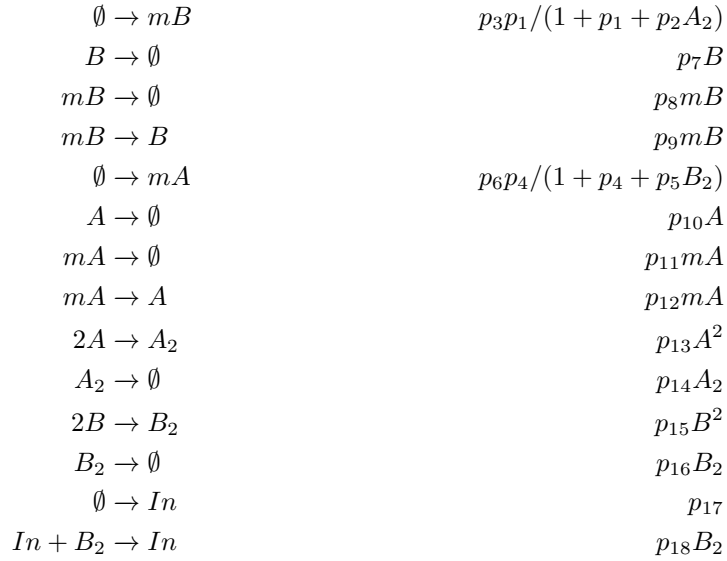 ∅ → mB p₃p₁/(1 + p₁ + p₂A₂)
B → ∅ p₇B
mB → ∅ p₈mB
mB → B p₉mB
∅ → mA p₆p₄/(1 + p₄ + p₅B₂)
A → ∅ p₁₀A
mA → ∅ p₁₁mA
mA → A p₁₂mA
2A → A₂ p₁₃A²
A₂ → ∅ p₁₄A₂
2B → B₂ p₁₅B²
B₂ → ∅ p₁₆B₂
∅ → In p₁₇
In + B₂ → In p₁₈B₂